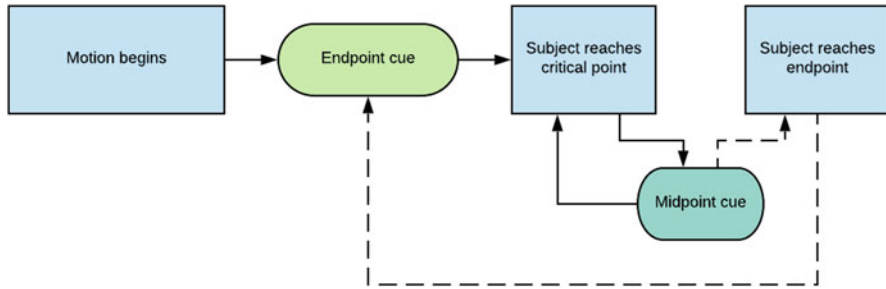 Motion begins
Endpoint cue
Subject reaches
critical point
Subject reaches
endpoint
Midpoint cue